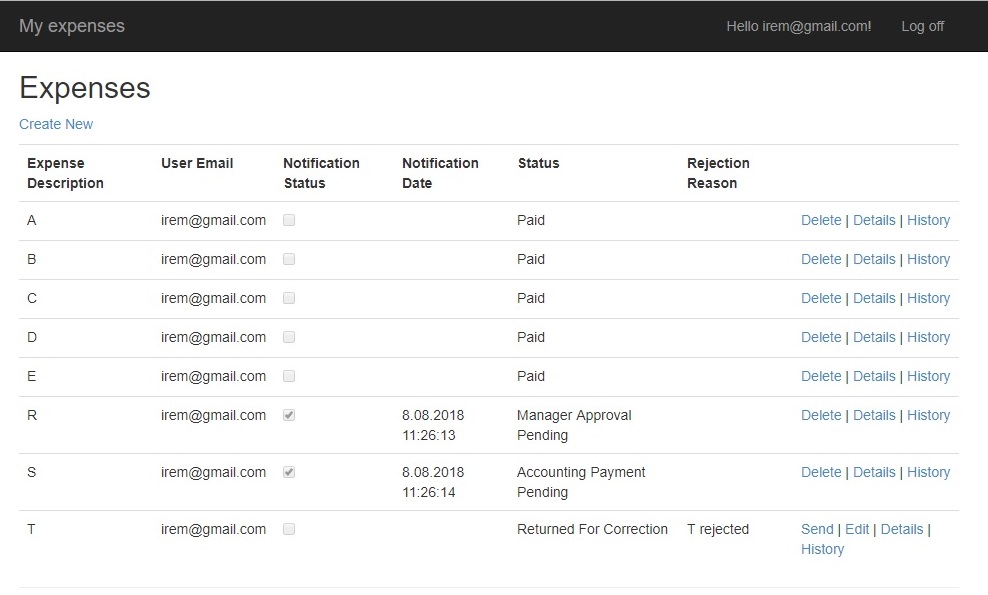 My expenses Hello irem@gmail.com! Log off
Expenses
Create New
Expense Description User Email Notification Status Notification Date Status Rejection Reason
A irem@gmail.com Paid Delete | Details | History
B irem@gmail.com Paid Delete | Details | History
C irem@gmail.com Paid Delete | Details | History
D irem@gmail.com Paid Delete | Details | History
E irem@gmail.com Paid Delete | Details | History
R irem@gmail.com 8.08.2018 11:26:13 Manager Approval Pending Delete | Details | History
S irem@gmail.com 8.08.2018 11:26:14 Accounting Payment Pending Delete | Details | History
T irem@gmail.com Returned For Correction T rejected Send | Edit | Details | History